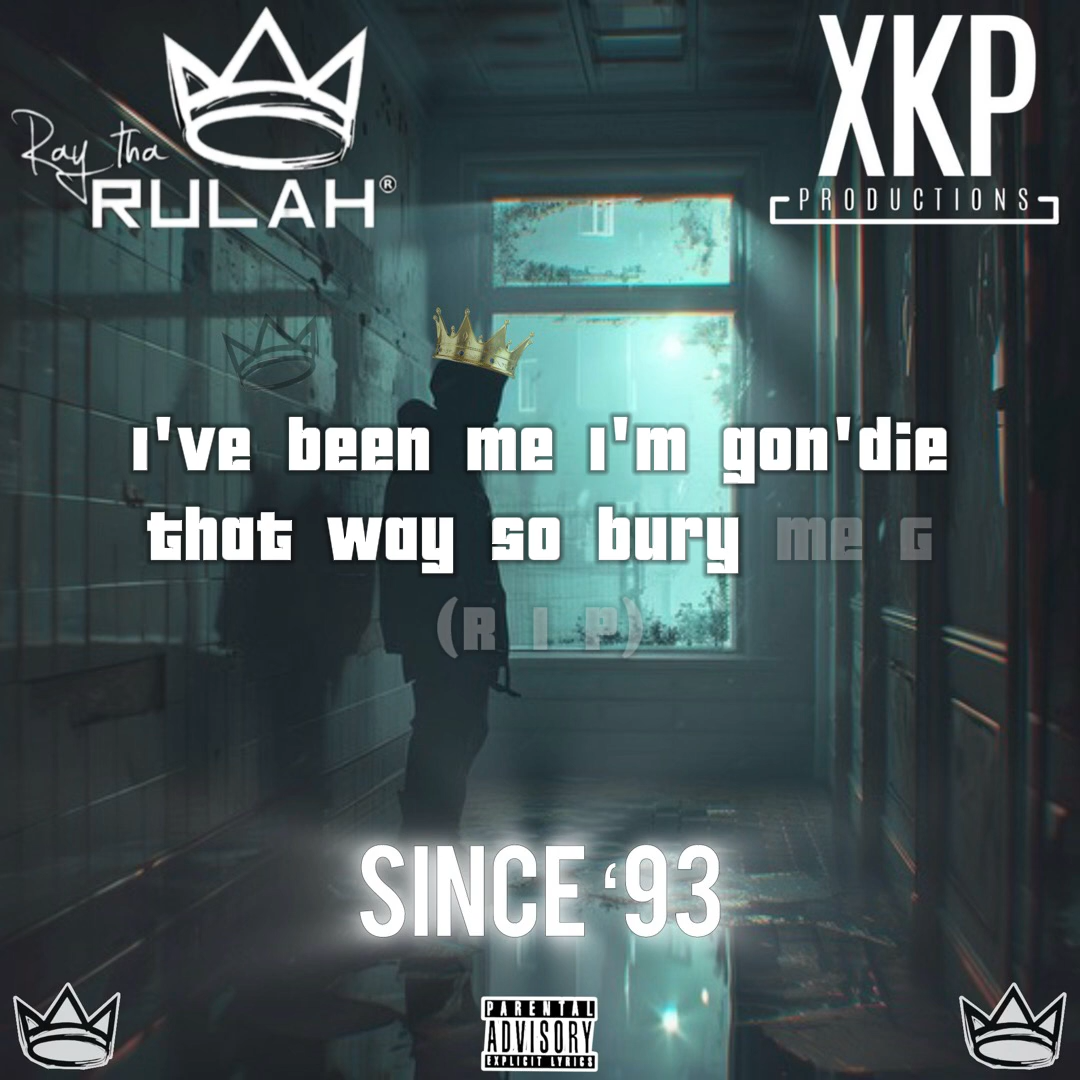 Ray tha
RULAH®
XKP
PRODUCTIONS
I've been me I'm gon'die
that way so bury me G
(R I P)
SINCE ‘93
PARENTAL
ADVISORY
EXPLICIT LYRICS